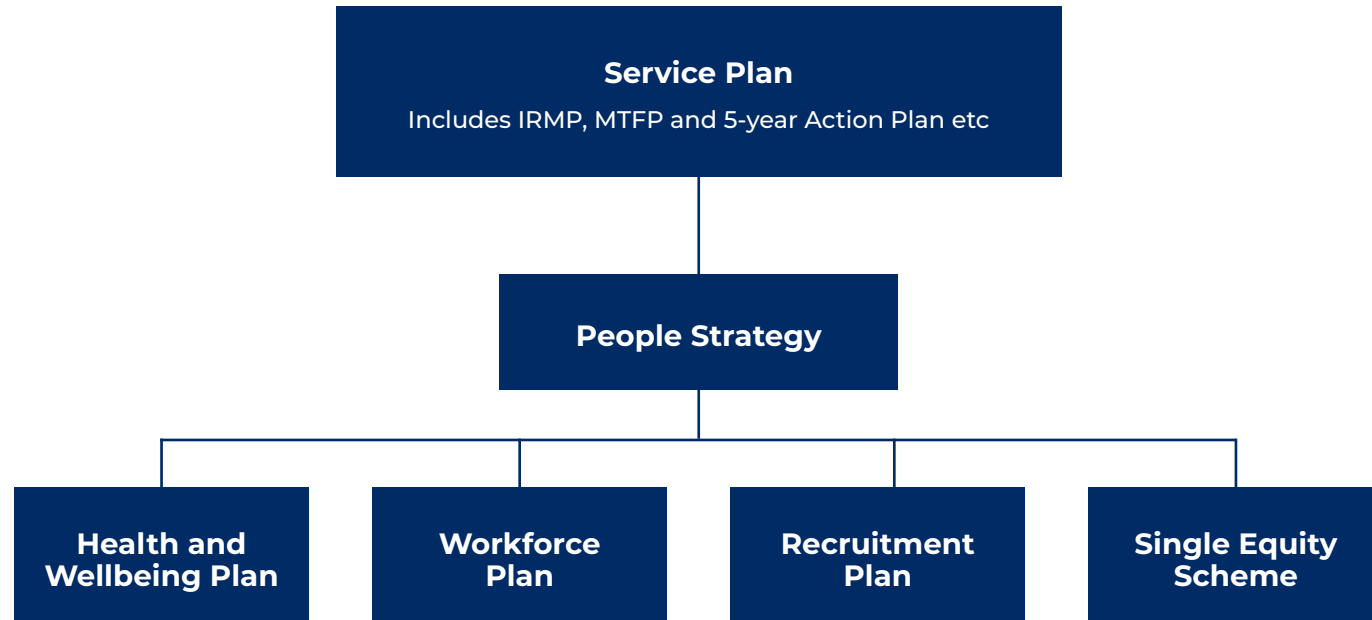 Service Plan
Includes IRMP, MTFP and 5-year Action Plan etc
People Strategy
Health and
Wellbeing Plan
Workforce
Plan
Recruitment
Plan
Single Equity
Scheme